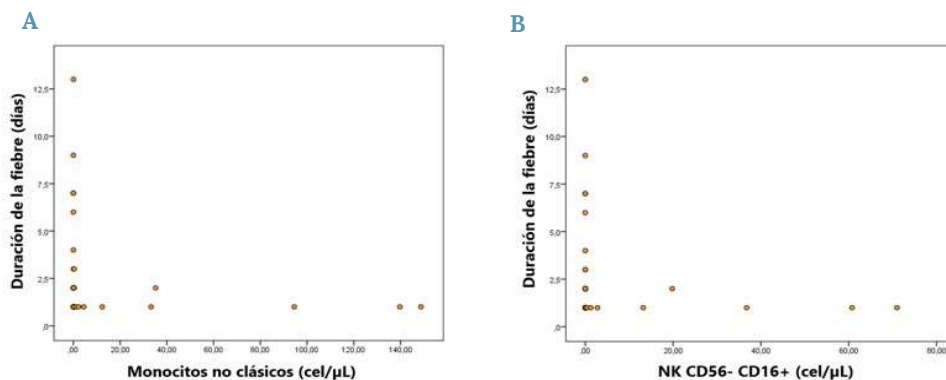 A
Duración de la fiebre (días)
12,5
10,0
7,5
5,0
2,5
,0
,00 20,00 40,00 60,00 80,00 100,00 120,00 140,00
Monocitos no clásicos (cel/µL)
B
Duración de la fiebre (días)
12,5
10,0
7,5
5,0
2,5
,0
,00 20,00 40,00 60,00 80,00
NK CD56- CD16+ (cel/µL)